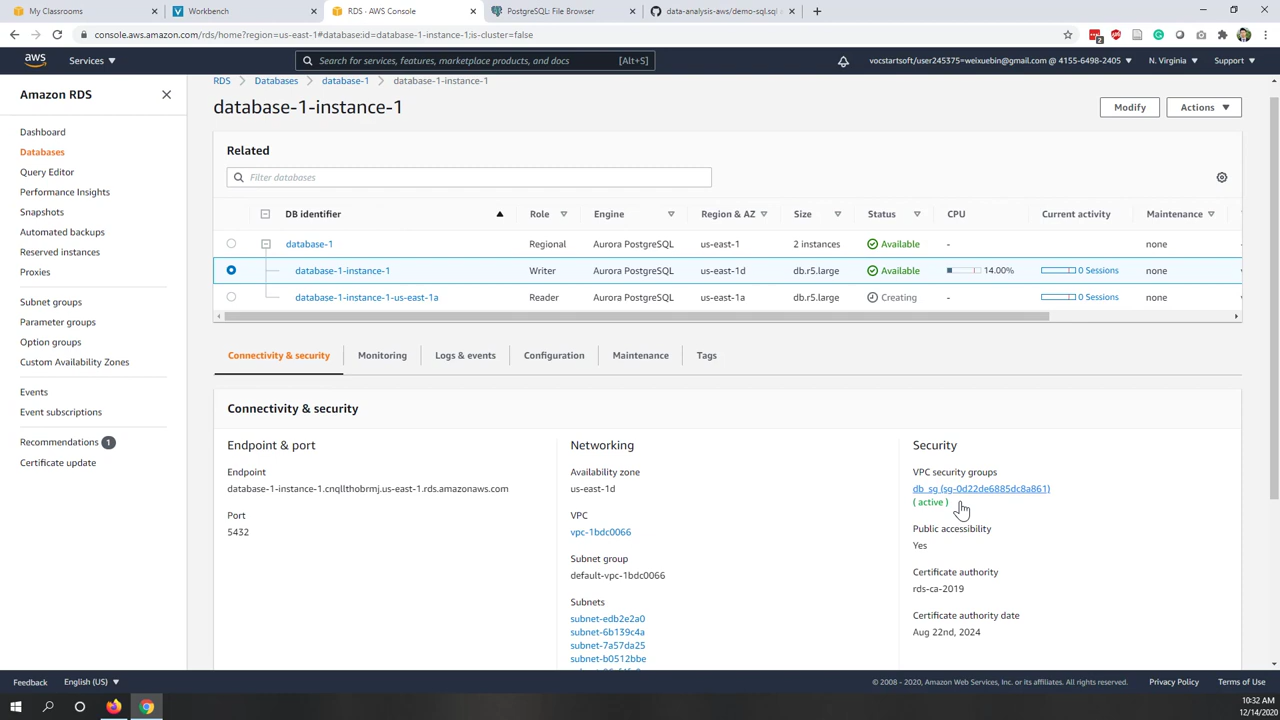 My Classrooms
Workbench
RDS · AWS Console
PostgreSQL: File Browser
data-analysis-aws/demo-sql.sql
console.aws.amazon.com/rds/home?region=us-east-1#database:id=database-1-instance-1;is-cluster=false
2
aws
Services
Search for services, features, marketplace products, and docs
[Alt+S]
vocstartsoft/user245375=weixuebin@gmail.com @ 4155-6498-2405
N. Virginia
Support
Amazon RDS
RDS
Databases
database-1
database-1-instance-1
database-1-instance-1
Modify
Actions
Dashboard
Databases
Query Editor
Performance Insights
Snapshots
Automated backups
Reserved instances
Proxies
Subnet groups
Parameter groups
Option groups
Custom Availability Zones
Events
Event subscriptions
Recommendations 1
Certificate update
Related
Filter databases
DB identifier Role Engine Region & AZ Size Status CPU Current activity Maintenance
database-1 Regional Aurora PostgreSQL us-east-1 2 instances Available - none
database-1-instance-1 Writer Aurora PostgreSQL us-east-1d db.r5.large Available 14.00% 0 Sessions none
database-1-instance-1-us-east-1a Reader Aurora PostgreSQL us-east-1a db.r5.large Creating - 0 Sessions none
Connectivity & security
Monitoring
Logs & events
Configuration
Maintenance
Tags
Connectivity & security
Endpoint & port
Endpoint
database-1-instance-1.cnqllthobrmj.us-east-1.rds.amazonaws.com
Port
5432
Networking
Availability zone
us-east-1d
VPC
vpc-1bdc0066
Subnet group
default-vpc-1bdc0066
Subnets
subnet-edb2e2a0
subnet-6b139c4a
subnet-7a57da25
subnet-b0512bbe
Security
VPC security groups
db_sg (sg-0d22de6885dc8a861)
( active )
Public accessibility
Yes
Certificate authority
rds-ca-2019
Certificate authority date
Aug 22nd, 2024
Feedback
English (US)
© 2008 - 2020, Amazon Web Services, Inc. or its affiliates. All rights reserved.
Privacy Policy
Terms of Use
10:32 AM
12/14/2020